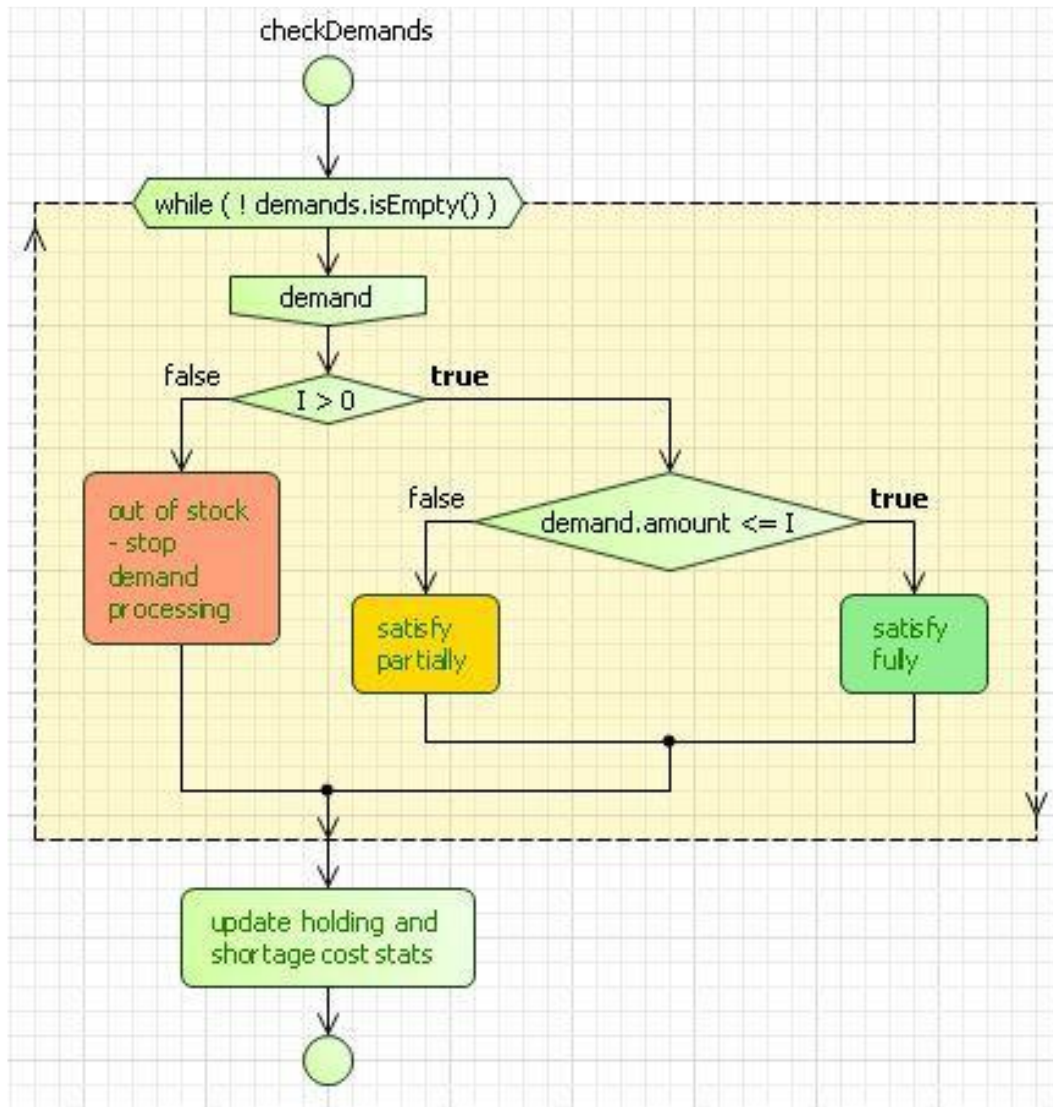 checkDemands
while ( ! demands.isEmpty() )
demand
false
true
I > 0
out of stock
- stop
demand
processing
false
true
demand.amount <= I
satisfy
partially
satisfy
fully
update holding and
shortage cost stats